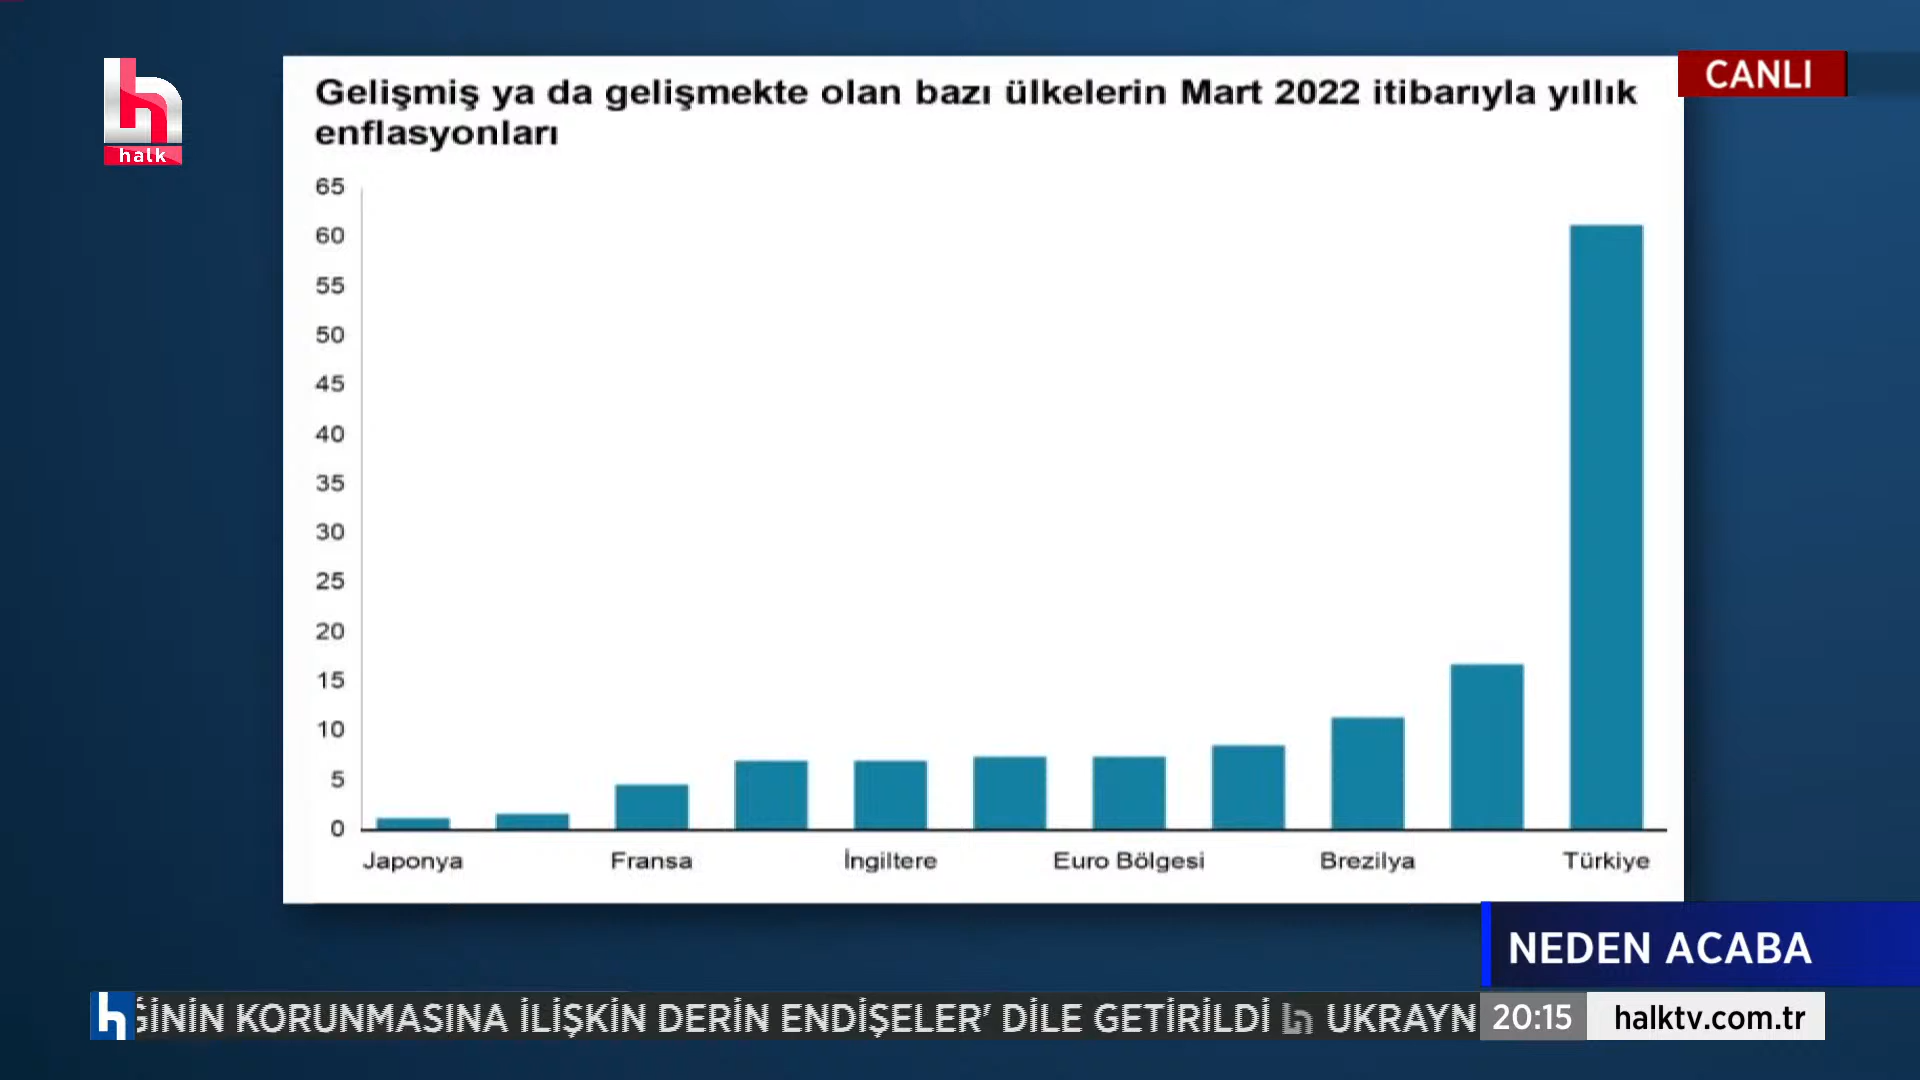 halk
CANLI
Gelişmiş ya da gelişmekte olan bazı ülkelerin Mart 2022 itibarıyla yıllık
enflasyonları
65
60
55
50
45
40
35
30
25
20
15
10
5
0
Japonya Fransa İngiltere Euro Bölgesi Brezilya Türkiye
NEDEN ACABA
ĞİNİN KORUNMASINA İLİŞKİN DERİN ENDİŞELER’ DİLE GETİRİLDİ h UKRAYN 20:15 halktv.com.tr